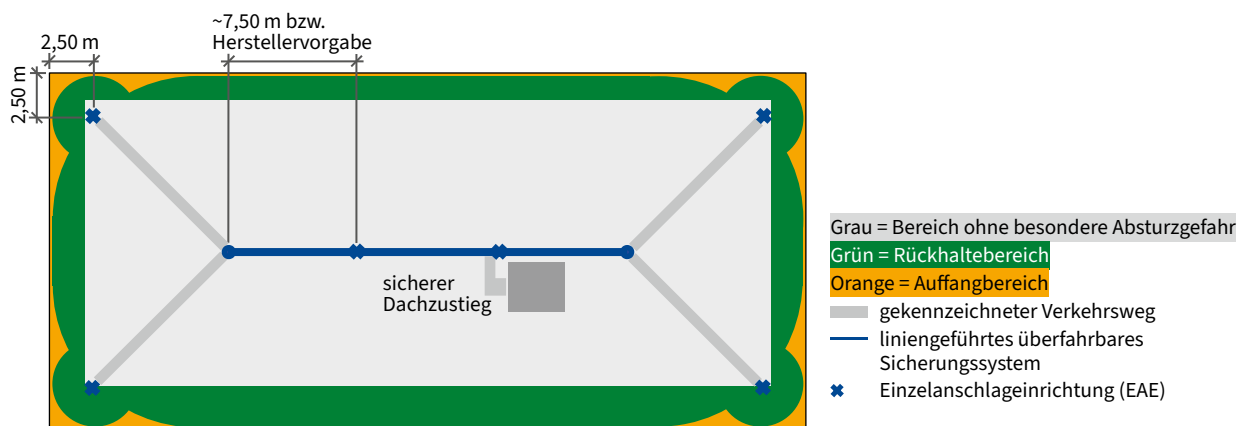 ~7,50 m bzw.
Herstellervorgabe
2,50 m
2,50 m
sicherer
Dachzustieg
Grau = Bereich ohne besondere Absturzgefahr
Grün = Rückhaltebereich
Orange = Auffangbereich
gekennzeichneter Verkehrsweg
liniengeführtes überfahrbares
Sicherungssystem
Einzelanschlageinrichtung (EAE)